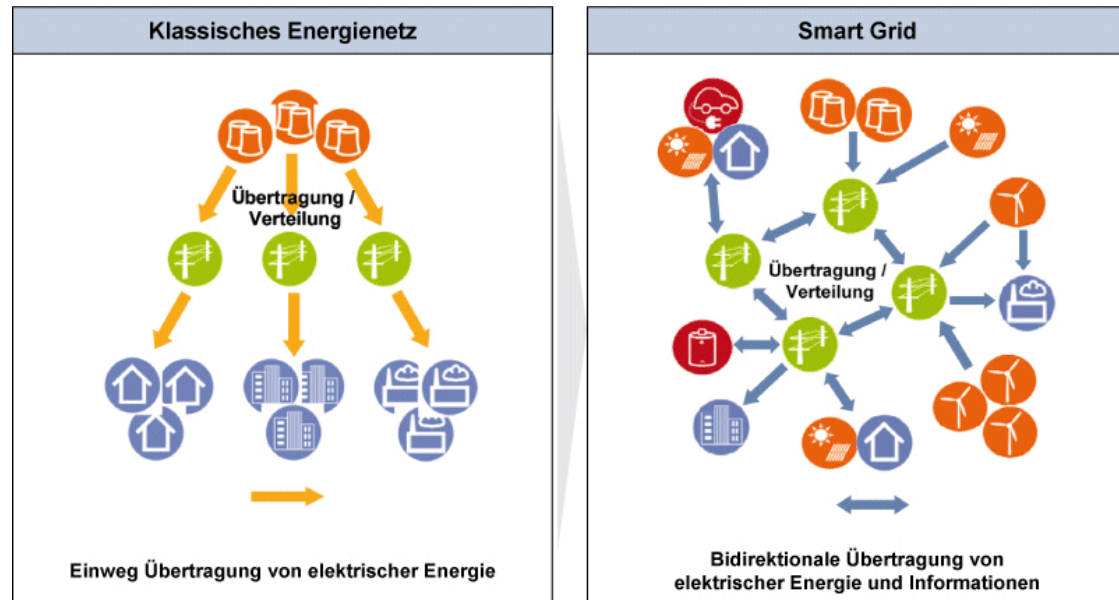 Klassisches Energienetz
Übertragung /
Verteilung
Einweg Übertragung von elektrischer Energie
Smart Grid
Übertragung /
Verteilung
Bidirektionale Übertragung von
elektrischer Energie und Informationen